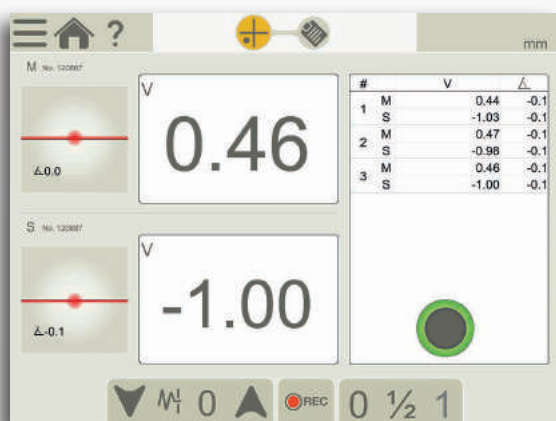 ?
mm
M No. 120887
V
0.46
∠0.0
S No. 120887
V
-1.00
∠-0.1
# V ∠
1 M 0.44 -0.1
S -1.03 -0.1
2 M 0.47 -0.1
S -0.98 -0.1
3 M 0.46 -0.1
S -1.00 -0.1
0 REC 0 ½ 1